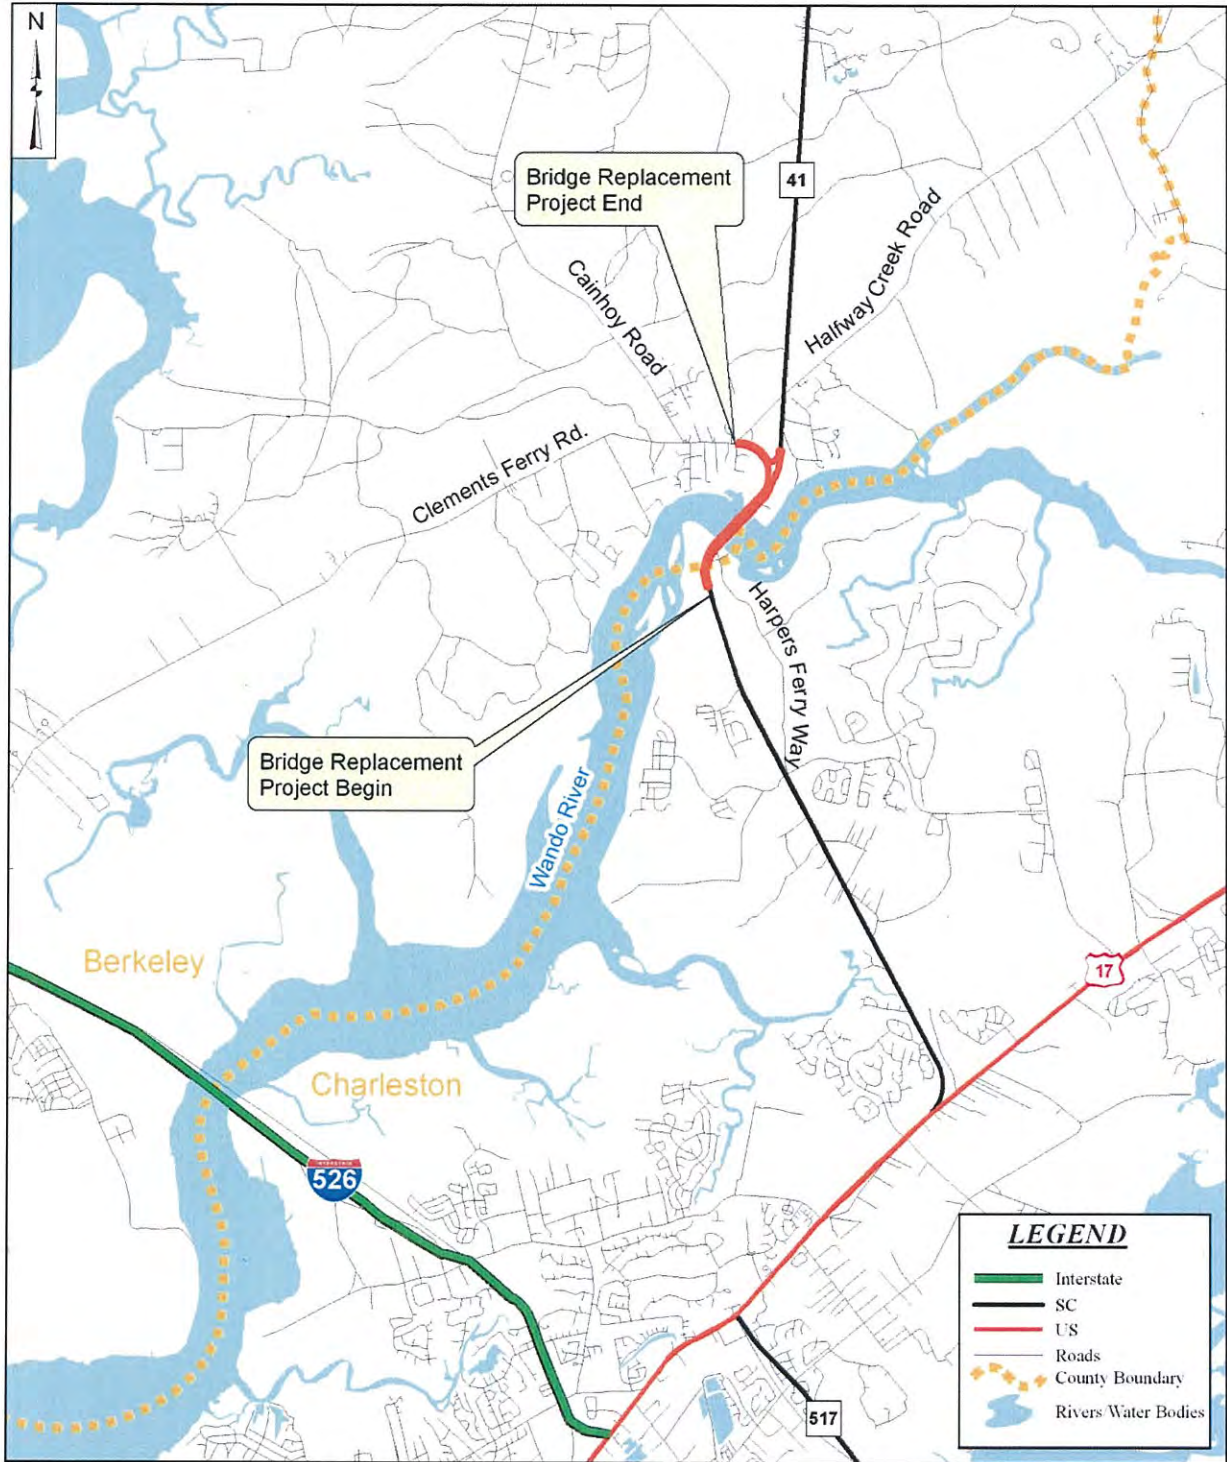 N
Bridge Replacement
Project End
41
Halfway Creek Road
Cainhoy Road
Clements Ferry Rd.
Harpers Ferry Way
Bridge Replacement
Project Begin
Wando River
Berkeley
17
Charleston
INTERSTATE
526
LEGEND
Interstate
SC
US
Roads
County Boundary
Rivers/Water Bodies
517